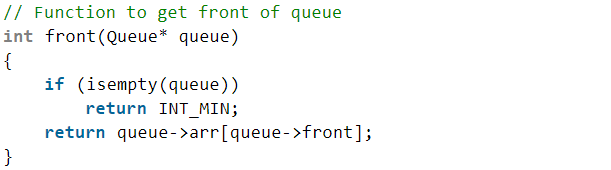 // Function to get front of queue
int front(Queue* queue)
{
    if (isempty(queue))
        return INT_MIN;
    return queue->arr[queue->front];
}